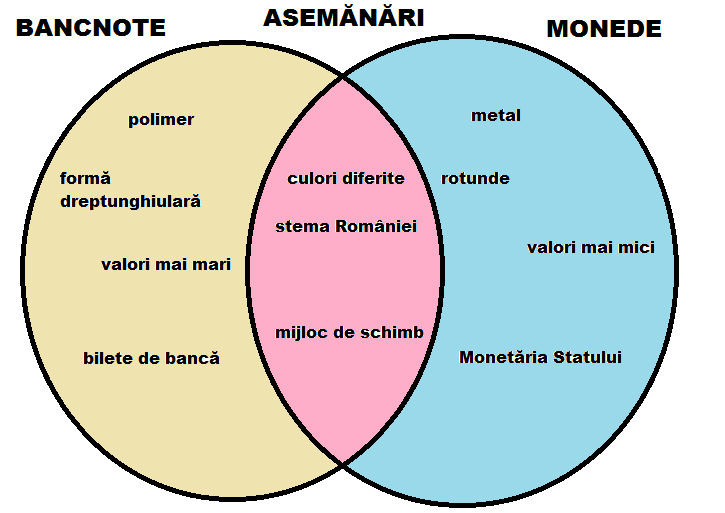 BANCNOTE
ASEMĂNĂRI
MONEDE
polimer
formă
dreptunghiulară
valori mai mari
bilete de bancă
culori diferite
stema României
mijloc de schimb
metal
rotunde
valori mai mici
Monetăria Statului